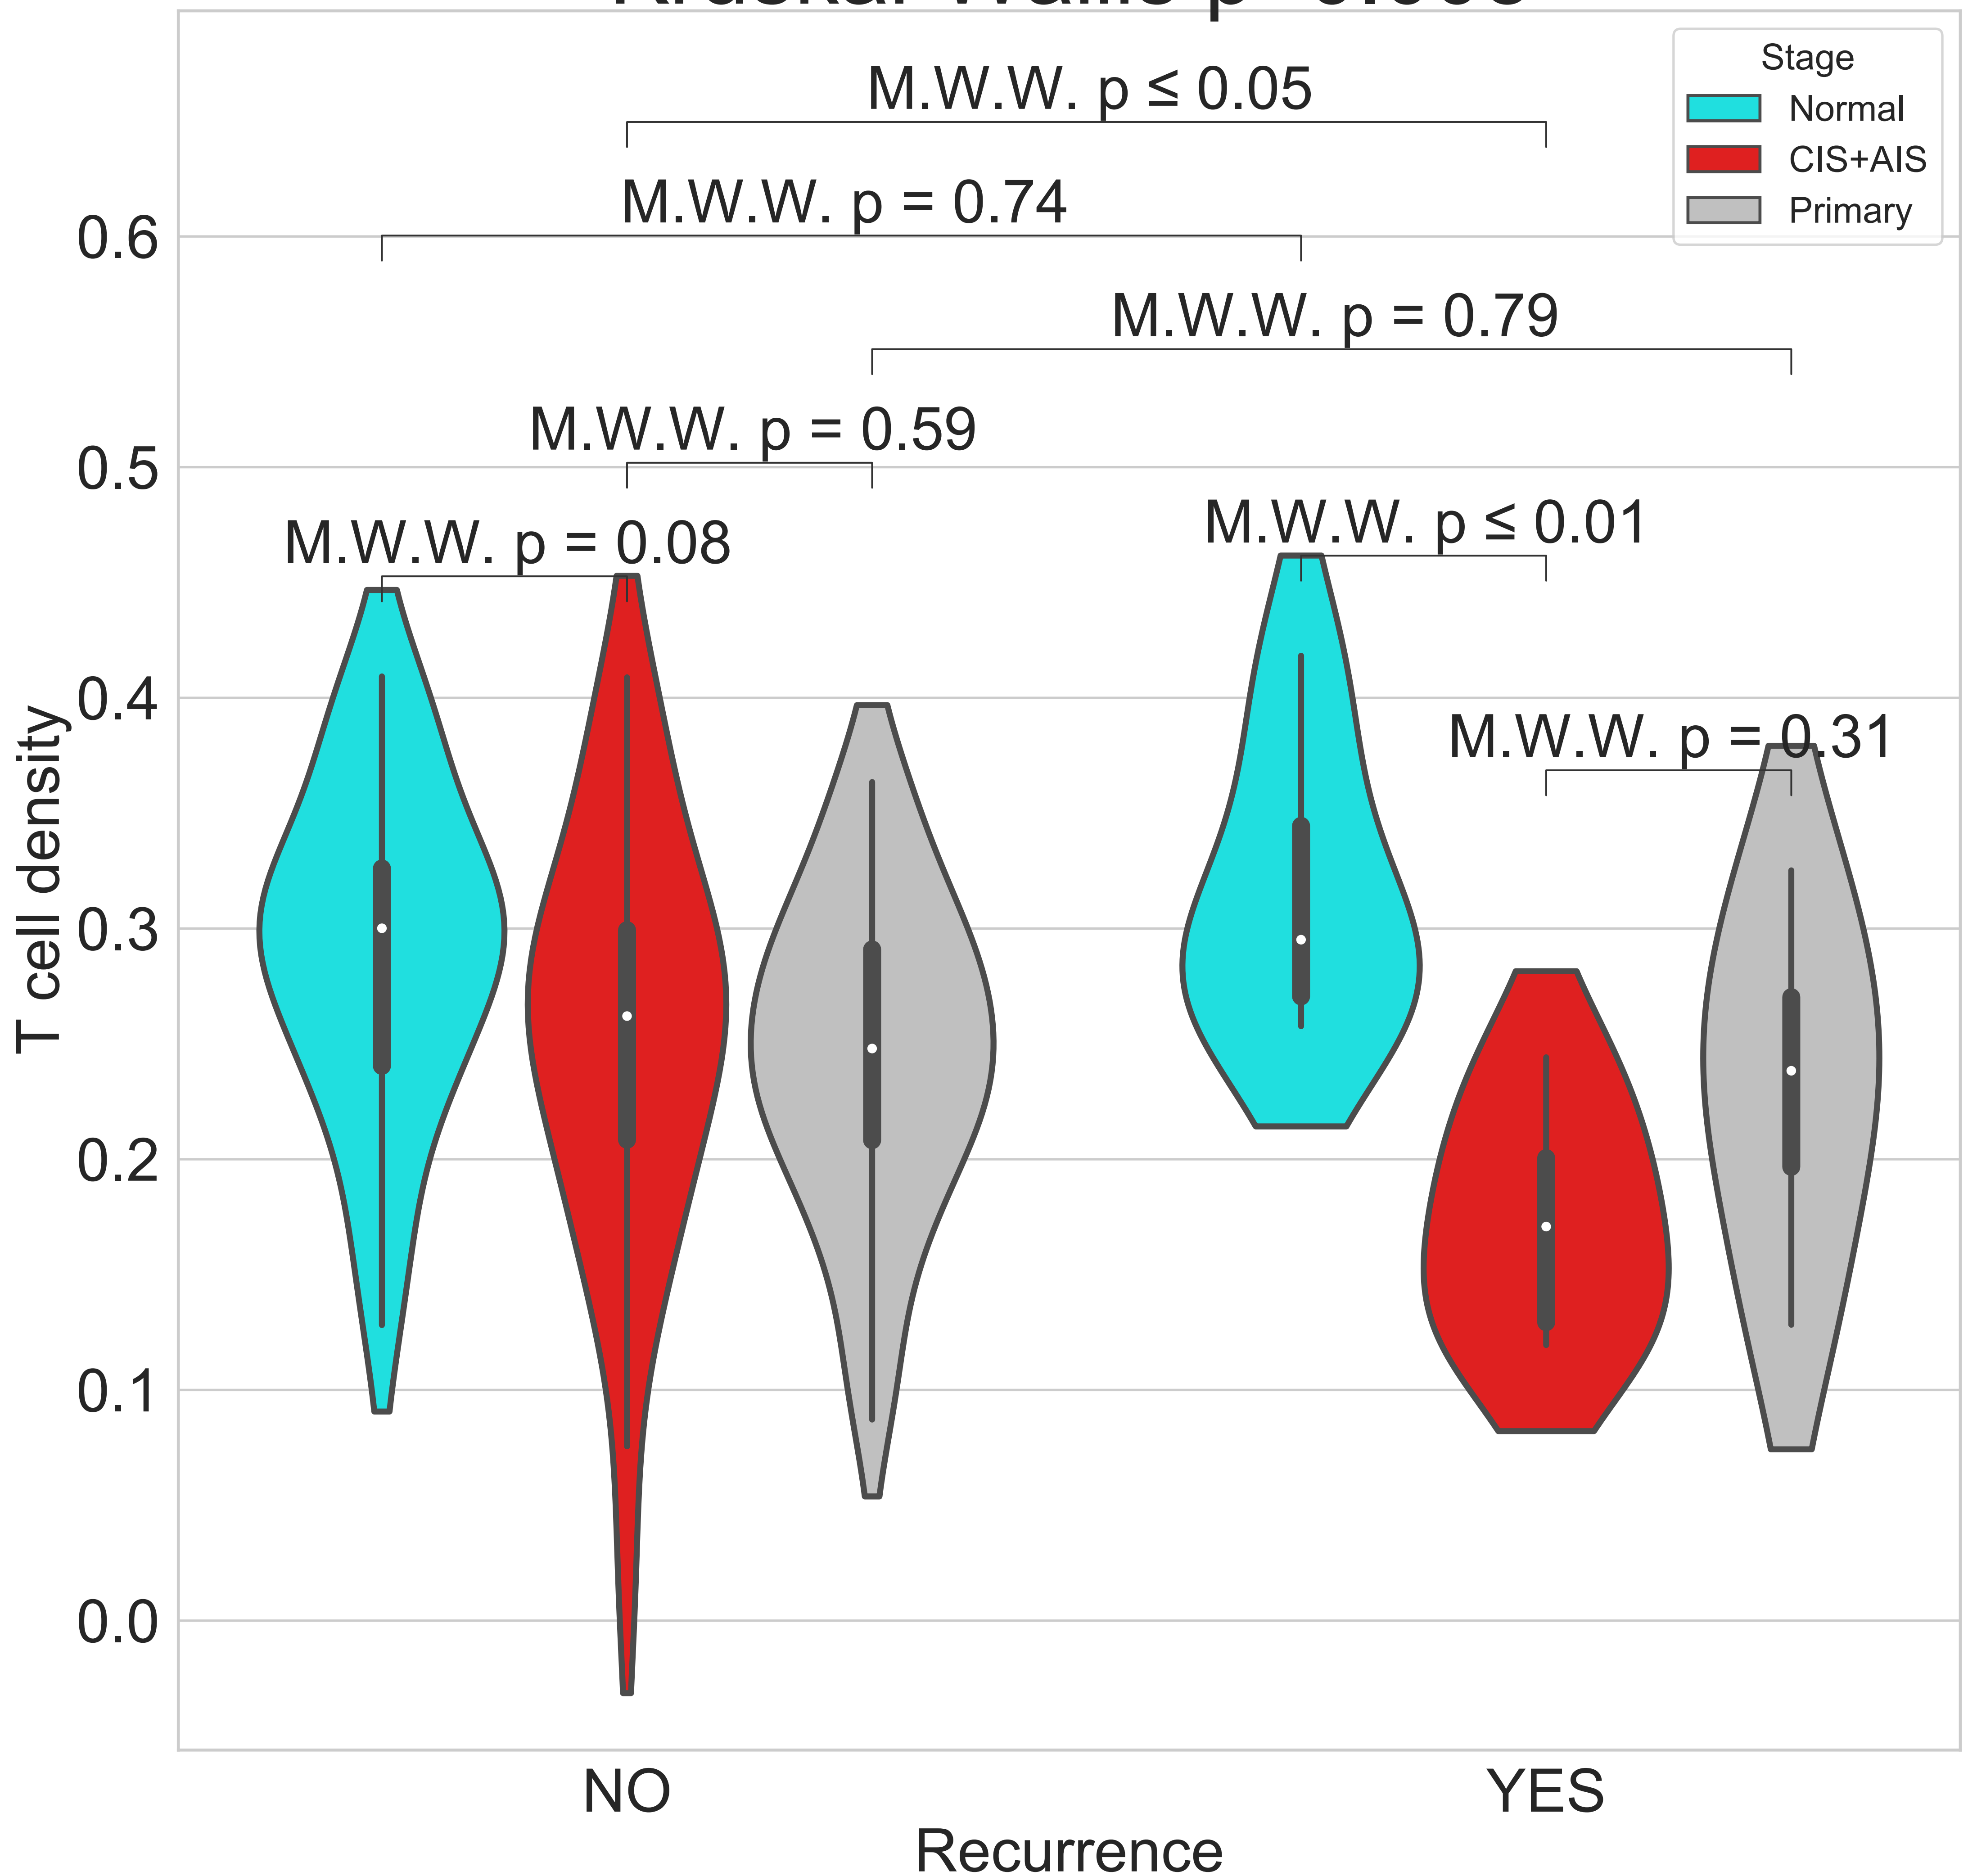 Stage
Normal
CIS+AIS
Primary
M.W.W. p ≤ 0.05
M.W.W. p = 0.74
M.W.W. p = 0.79
M.W.W. p = 0.59
M.W.W. p ≤ 0.01
M.W.W. p = 0.08
M.W.W. p = 0.31
T cell density
0.6
0.5
0.4
0.3
0.2
0.1
0.0
NO
YES
Recurrence